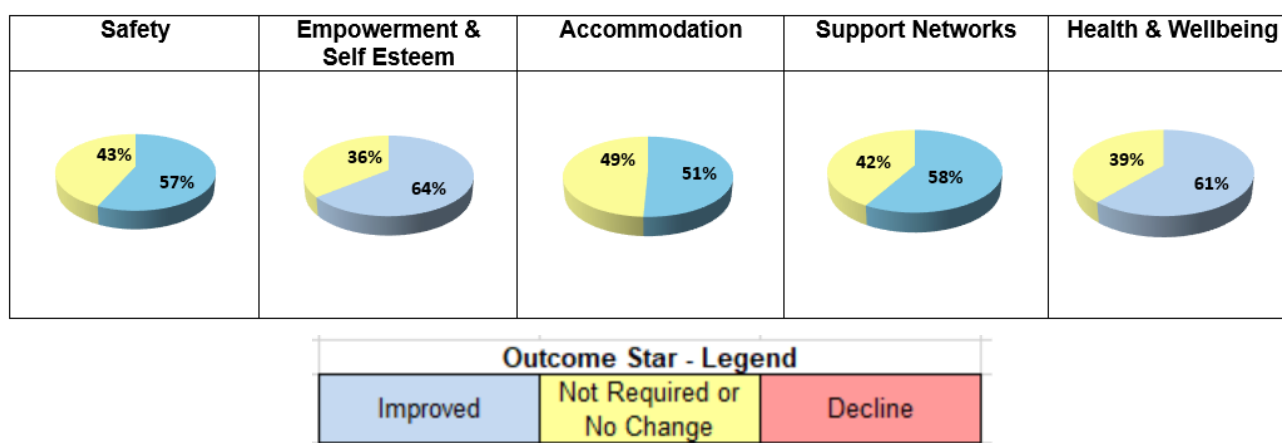 Safety
Empowerment &
Self Esteem
Accommodation
Support Networks
Health & Wellbeing
43%
57%
36%
64%
49%
51%
42%
58%
39%
61%
Outcome Star - Legend
Improved
Not Required or
No Change
Decline